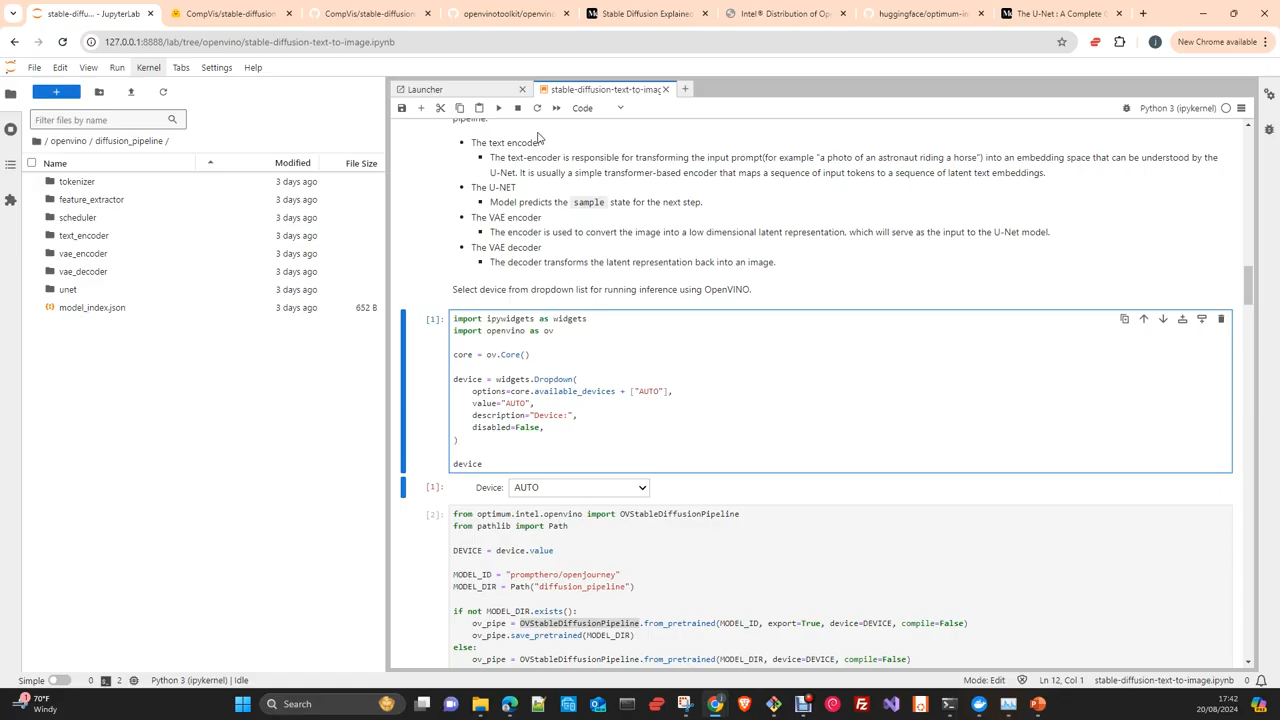 stable-diffu... - JupyterLab
CompVis/stable-diffusion
CompVis/stable-diffusion...
openvinotoolkit/openvino...
Stable Diffusion Explained
Intel® Distribution of Op...
huggingface/optimum-in
The U-Net : A Complete G
127.0.0.1:8888/lab/tree/openvino/stable-diffusion-text-to-image.ipynb
New Chrome available
File Edit View Run Kernel Tabs Settings Help
Launcher
stable-diffusion-text-to-imag
Filter files by name
Code
Python 3 (ipykernel)
/ openvino / diffusion_pipeline /
Name Modified File Size
tokenizer 3 days ago
feature_extractor 3 days ago
scheduler 3 days ago
text_encoder 3 days ago
vae_encoder 3 days ago
vae_decoder 3 days ago
unet 3 days ago
model_index.json 3 days ago 652 B
pipeline.
The text encoder
The text-encoder is responsible for transforming the input prompt(for example "a photo of an astronaut riding a horse") into an embedding space that can be understood by the
U-Net. It is usually a simple transformer-based encoder that maps a sequence of input tokens to a sequence of latent text embeddings.
The U-NET
Model predicts the sample state for the next step.
The VAE encoder
The encoder is used to convert the image into a low dimensional latent representation, which will serve as the input to the U-Net model.
The VAE decoder
The decoder transforms the latent representation back into an image.
Select device from dropdown list for running inference using OpenVINO.
[1]:
import ipywidgets as widgets
import openvino as ov
core = ov.Core()
device = widgets.Dropdown(
options=core.available_devices + ["AUTO"],
value="AUTO",
description="Device:",
disabled=False,
)
device
[1]: Device: AUTO
[2]:
from optimum.intel.openvino import OVStableDiffusionPipeline
from pathlib import Path
DEVICE = device.value
MODEL_ID = "prompthero/openjourney"
MODEL_DIR = Path("diffusion_pipeline")
if not MODEL_DIR.exists():
ov_pipe = OVStableDiffusionPipeline.from_pretrained(MODEL_ID, export=True, device=DEVICE, compile=False)
ov_pipe.save_pretrained(MODEL_DIR)
else:
ov_pipe = OVStableDiffusionPipeline.from_pretrained(MODEL_DIR, device=DEVICE, compile=False)
Simple 0 2 Python 3 (ipykernel) | Idle
Mode: Edit Ln 12, Col 1 stable-diffusion-text-to-image.ipynb 0
70°F
Windy
Search
17:42
20/08/2024